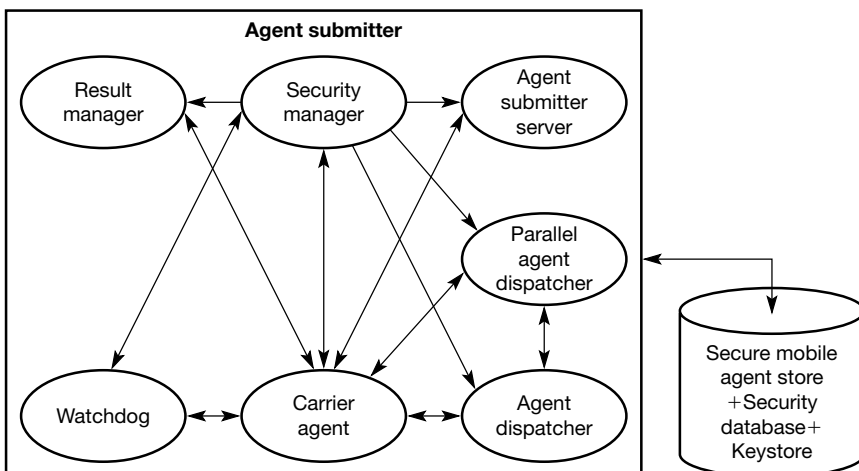 Agent submitter
Result
manager
Security
manager
Agent
submitter
server
Parallel
agent
dispatcher
Watchdog
Carrier
agent
Agent
dispatcher
Secure mobile
agent store
+Security
database+
Keystore